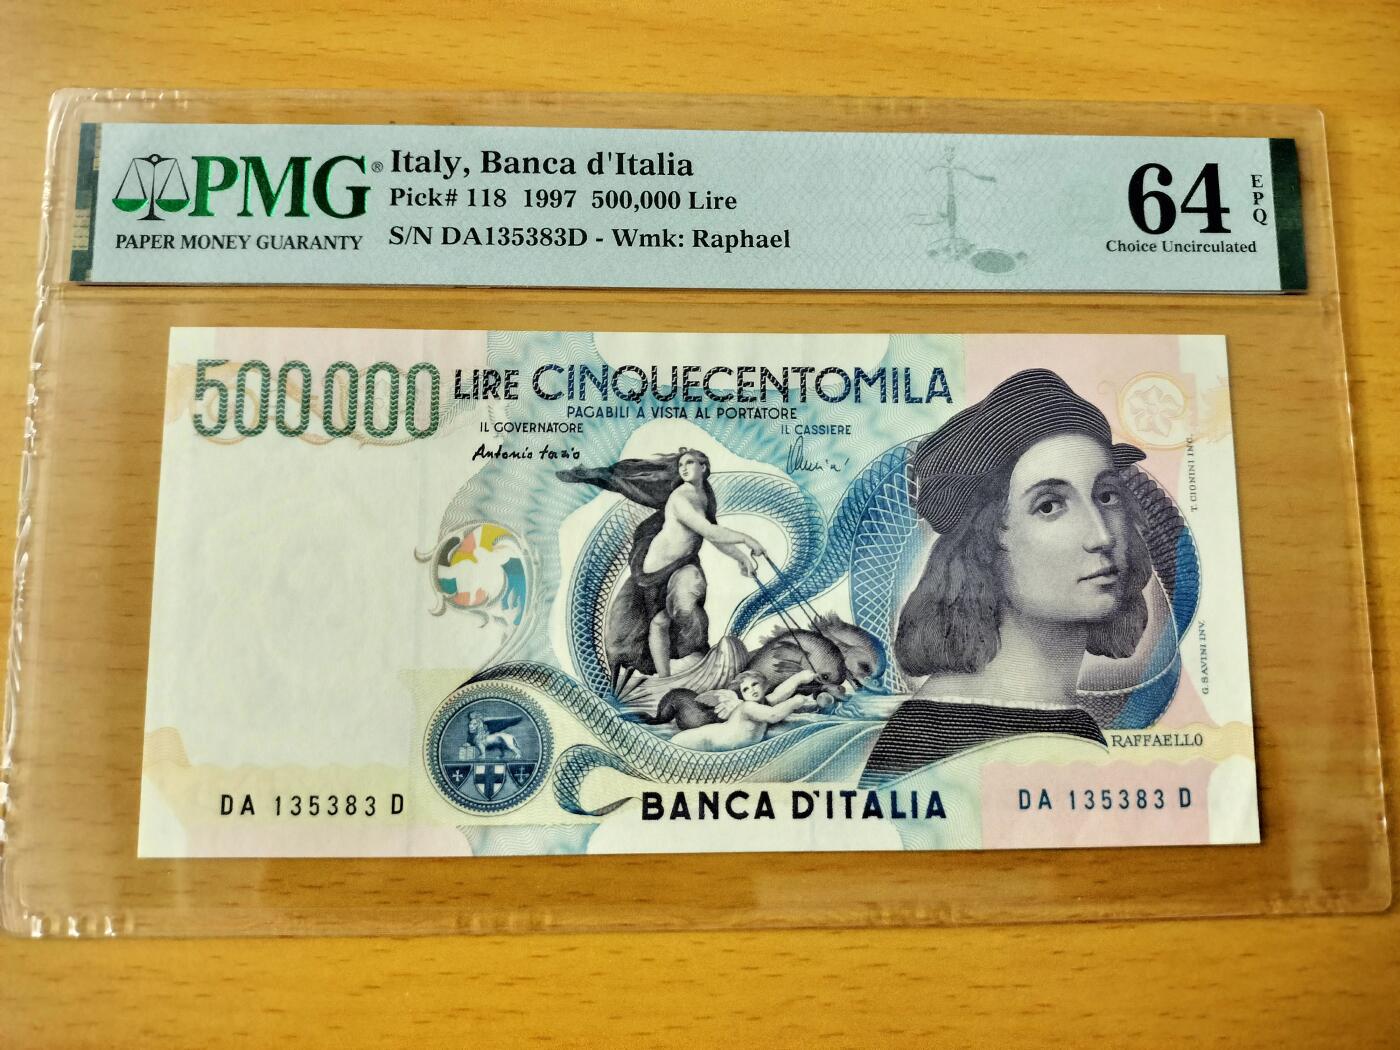 PMG®
PAPER MONEY GUARANTY
Italy, Banca d'Italia
Pick# 118 1997 500,000 Lire
S/N DA135383D - Wmk: Raphael
64
EPQ
Choice Uncirculated
500000 LIRE CINQUECENTOMILA
PAGABILI A VISTA AL PORTATORE
IL GOVERNATORE
IL CASSIERE
Antonio Fazio
T. CIONINI INC.
G. SAVINI INV.
RAFFAELLO
DA 135383 D
BANCA D'ITALIA
DA 135383 D